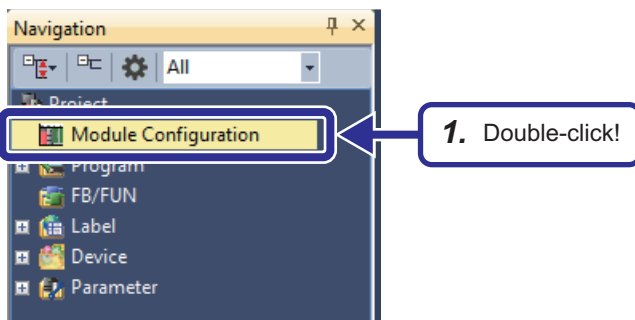 Navigation
All
Project
Module Configuration
1. Double-click!
Program
FB/FUN
Label
Device
Parameter